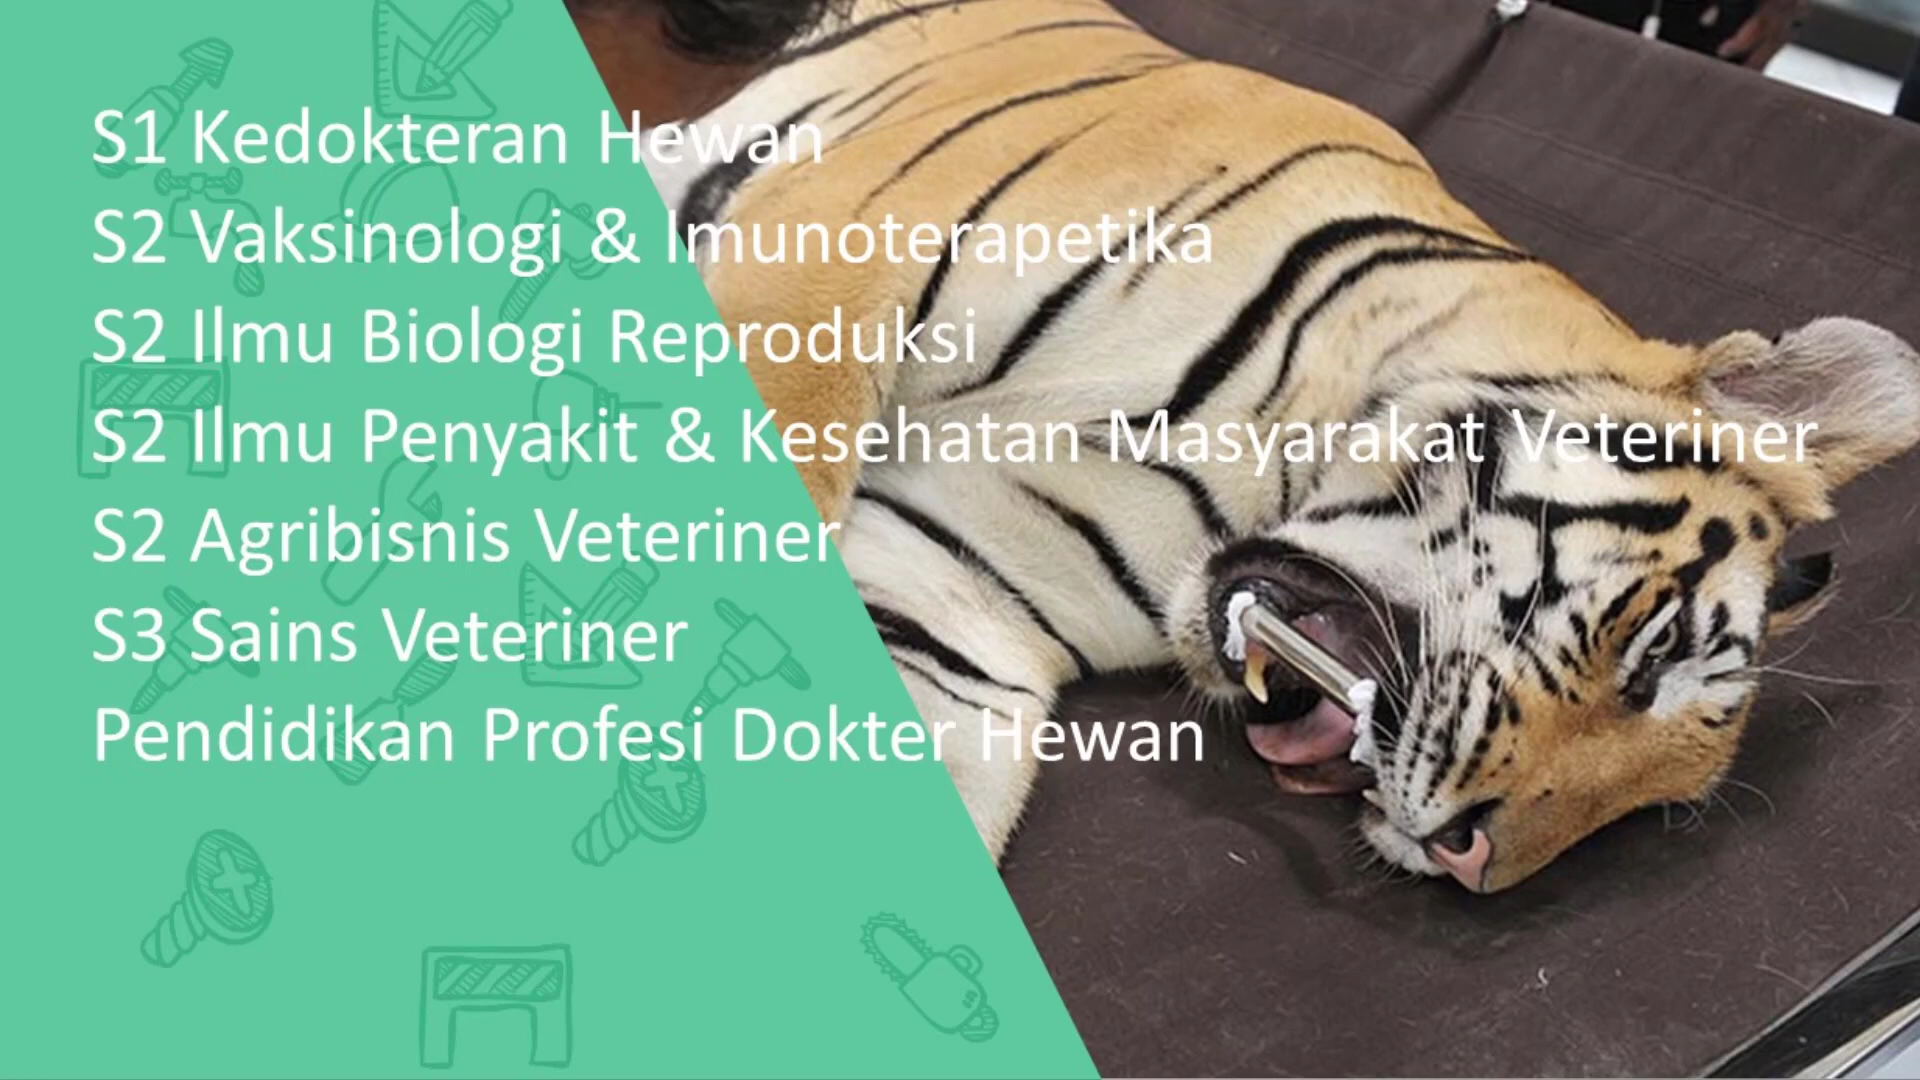 S1 Kedokteran Hewan
S2 Vaksinologi & Imunoterapetika
S2 Ilmu Biologi Reproduksi
S2 Ilmu Penyakit & Kesehatan Masyarakat Veteriner
S2 Agribisnis Veteriner
S3 Sains Veteriner
Pendidikan Profesi Dokter Hewan